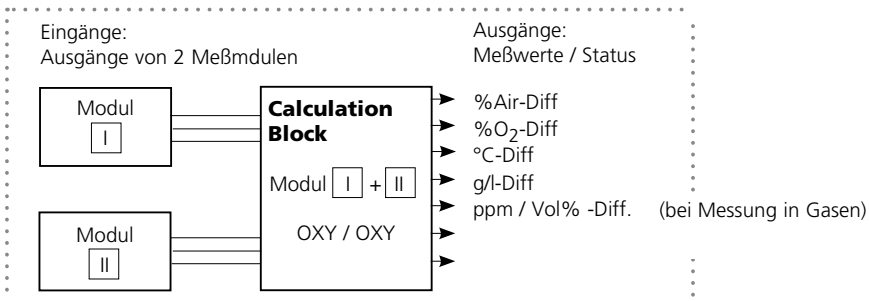 Eingänge:
Ausgänge von 2 Meßmdulen
Ausgänge:
Meßwerte / Status
Modul
I
Modul
II
Calculation
Block
Modul I + II
OXY / OXY
%Air-Diff
%O2-Diff
°C-Diff
g/l-Diff
ppm / Vol% -Diff. (bei Messung in Gasen)